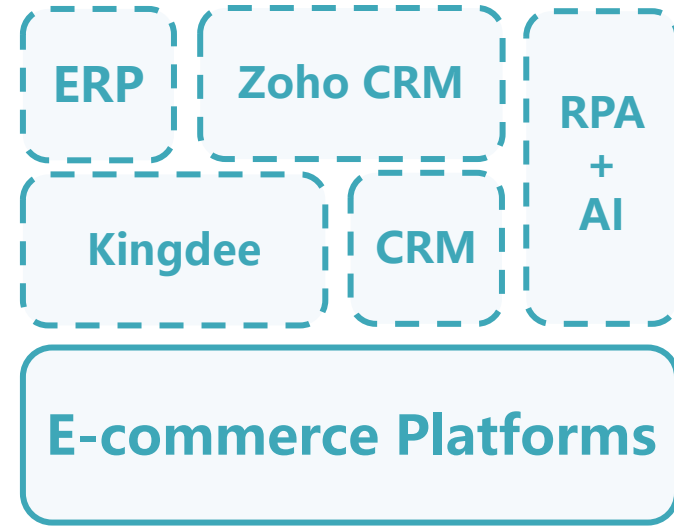 ERP
Zoho CRM
RPA
+
AI
Kingdee
CRM
E-commerce Platforms